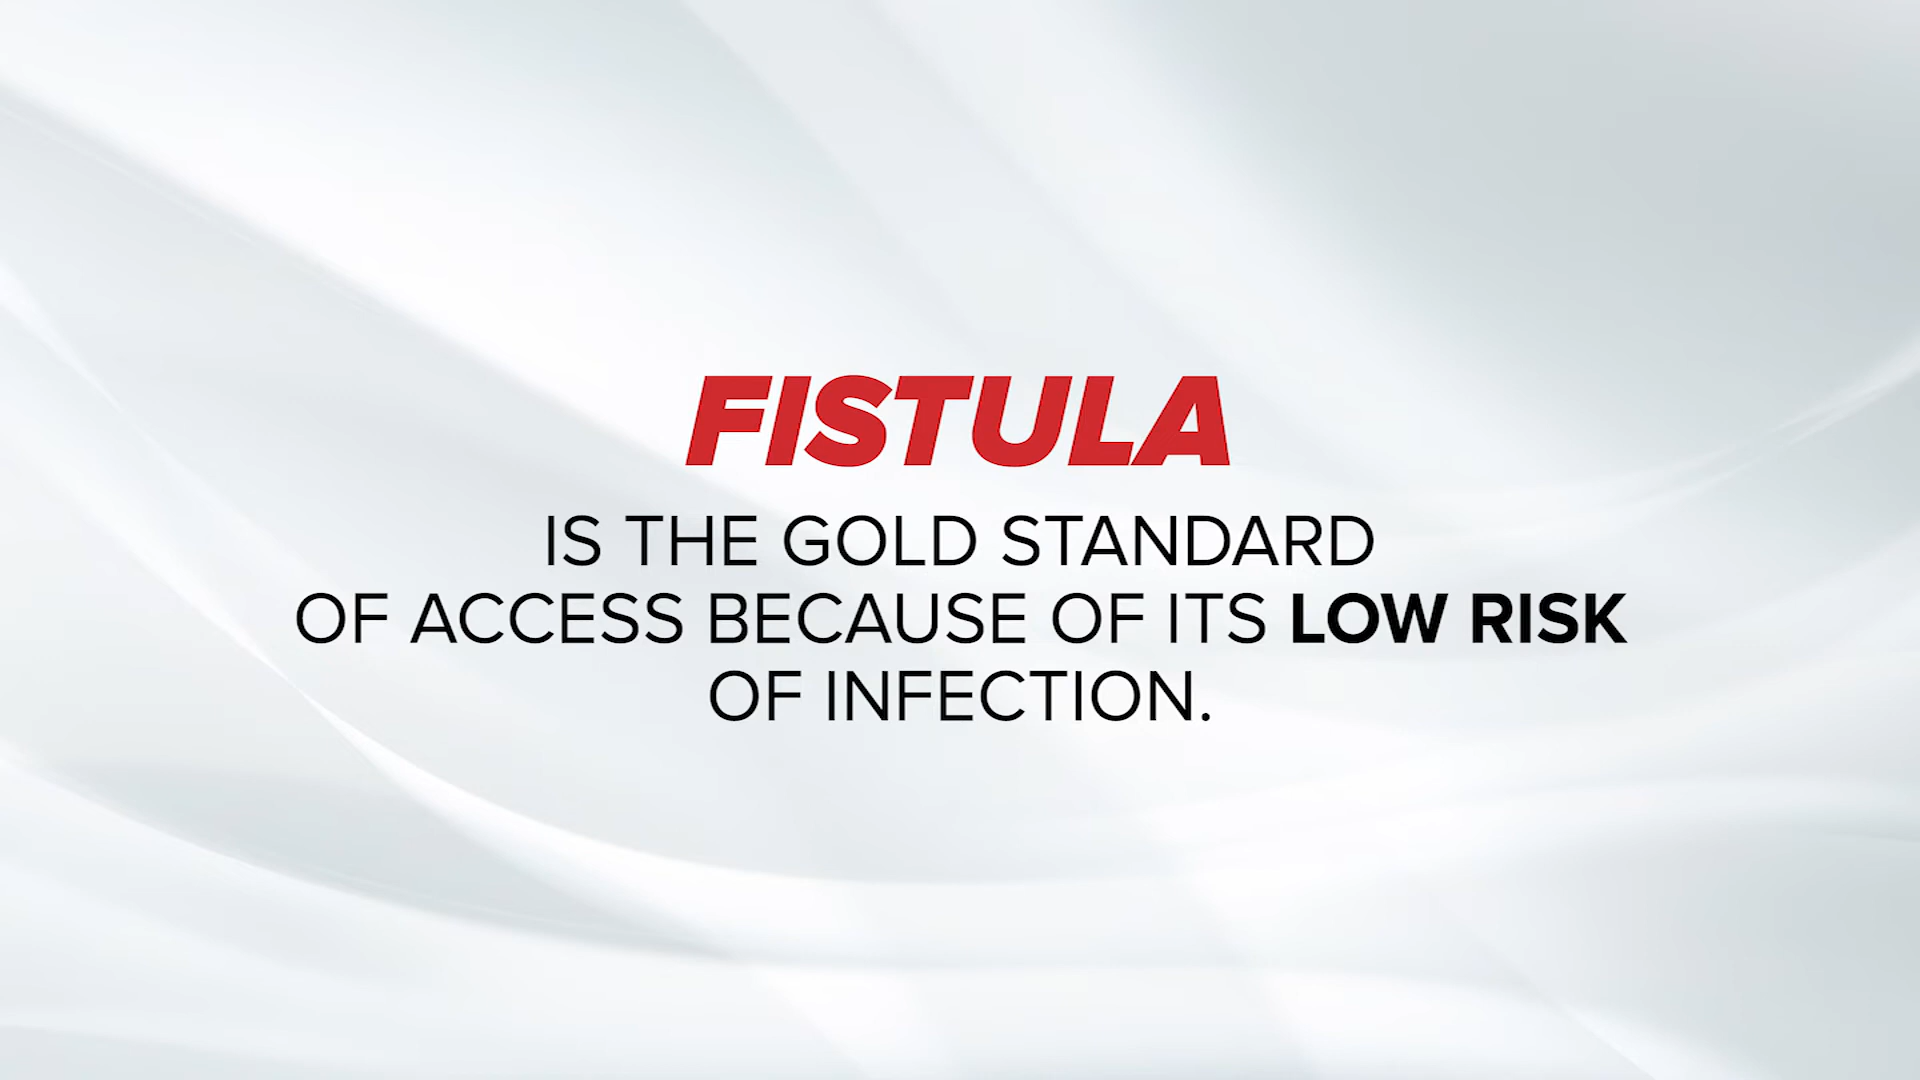 FISTULA
IS THE GOLD STANDARD
OF ACCESS BECAUSE OF ITS LOW RISK
OF INFECTION.